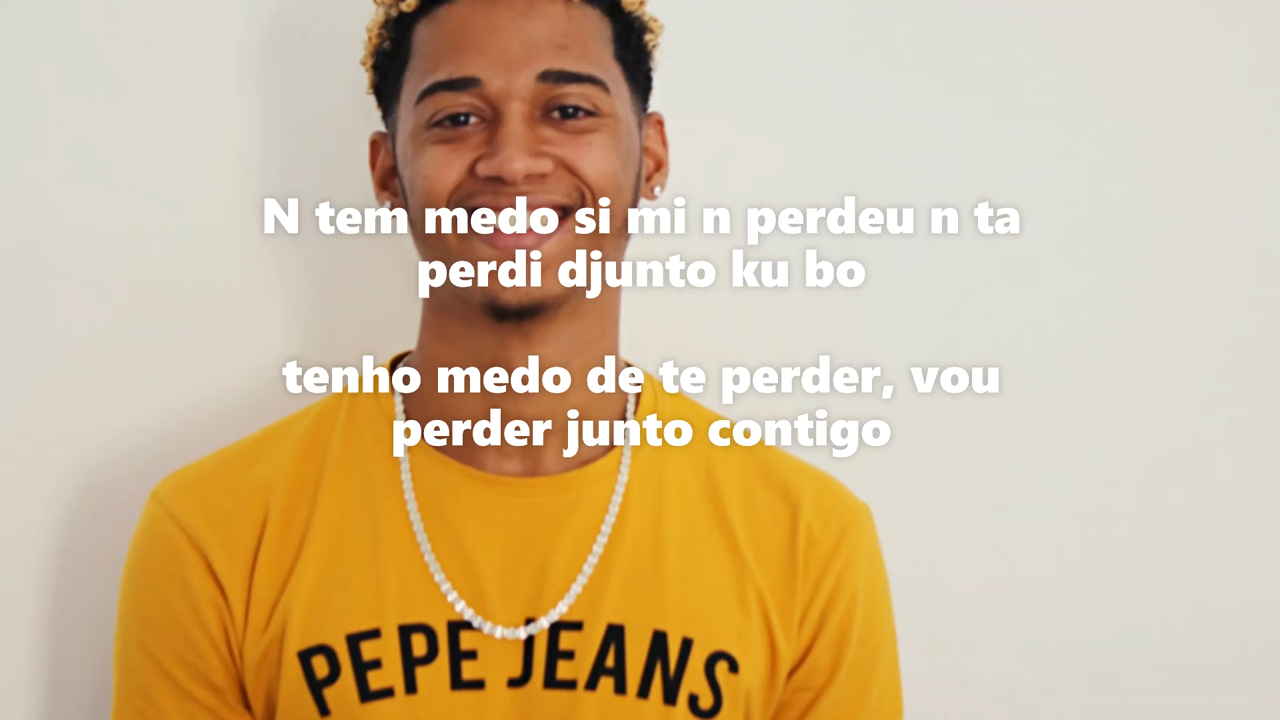 N tem medo si mi n perdeu n ta
perdi djunto ku bo
tenho medo de te perder, vou
perder junto contigo
PEPE JEANS